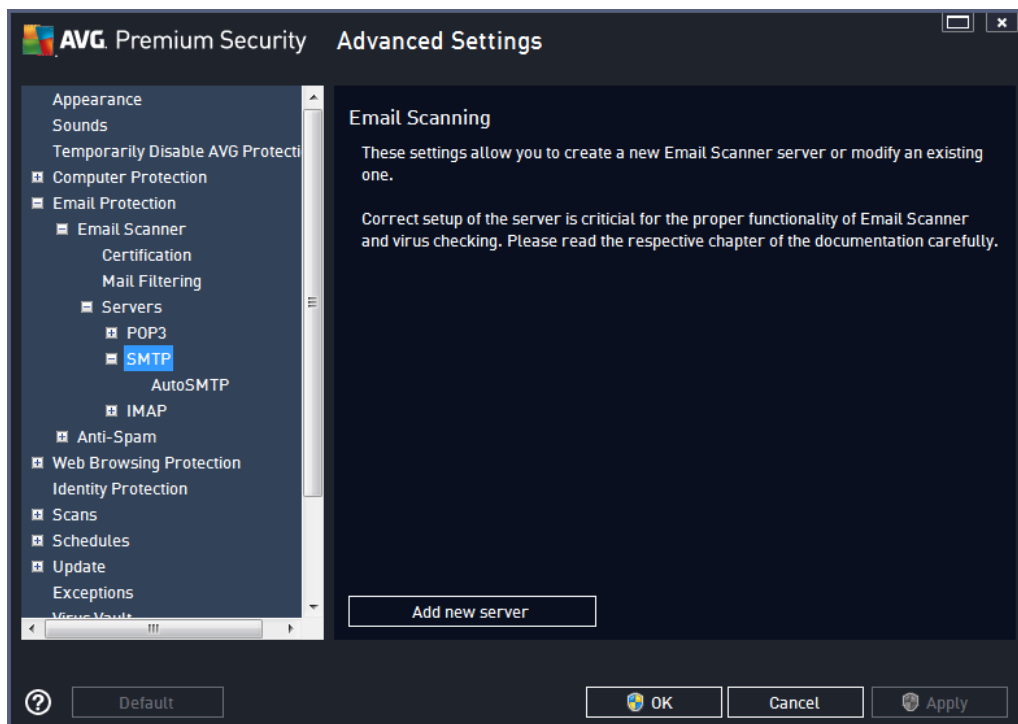 AVG. Premium Security
Advanced Settings
Appearance
Sounds
Temporarily Disable AVG Protecti
Computer Protection
Email Protection
Email Scanner
Certification
Mail Filtering
Servers
POP3
SMTP
AutoSMTP
IMAP
Anti-Spam
Web Browsing Protection
Identity Protection
Scans
Schedules
Update
Exceptions
Virus Vault
Email Scanning
These settings allow you to create a new Email Scanner server or modify an existing
one.
Correct setup of the server is criticial for the proper functionality of Email Scanner
and virus checking. Please read the respective chapter of the documentation carefully.
Add new server
Default
OK
Cancel
Apply